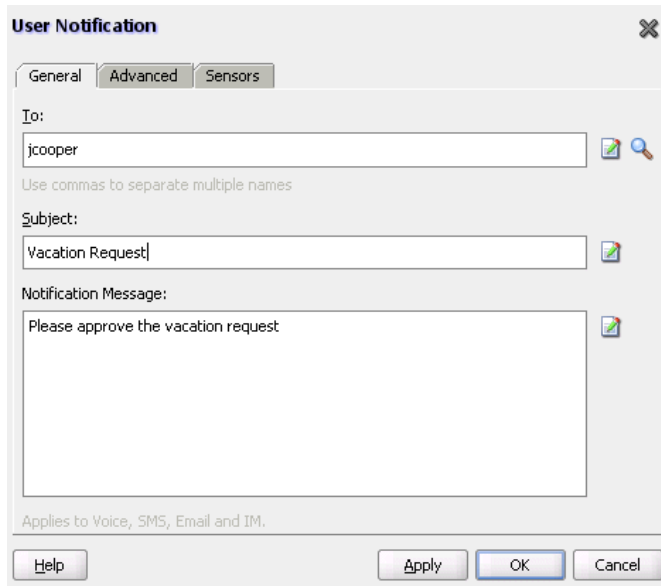 User Notification
General Advanced Sensors
To:
jcooper
Use commas to separate multiple names
Subject:
Vacation Request
Notification Message:
Please approve the vacation request
Applies to Voice, SMS, Email and IM.
Help Apply OK Cancel